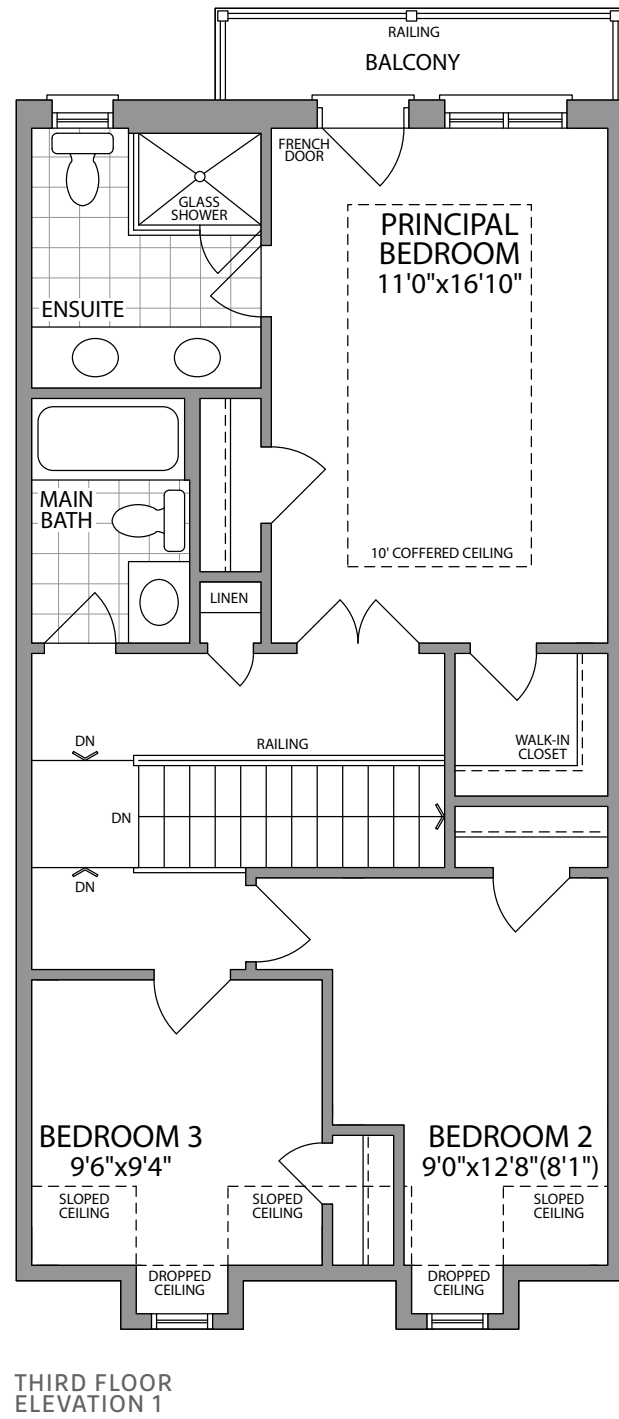 RAILING
BALCONY
FRENCH
DOOR
GLASS
SHOWER
PRINCIPAL
BEDROOM
11'0"x16'10"
ENSUITE
MAIN
BATH
10' COFFERED CEILING
LINEN
DN
RAILING
WALK-IN
CLOSET
DN
DN
BEDROOM 3
9'6"x9'4"
BEDROOM 2
9'0"x12'8"(8'1")
SLOPED
CEILING
SLOPED
CEILING
SLOPED
CEILING
DROPPED
CEILING
DROPPED
CEILING
THIRD FLOOR
ELEVATION 1